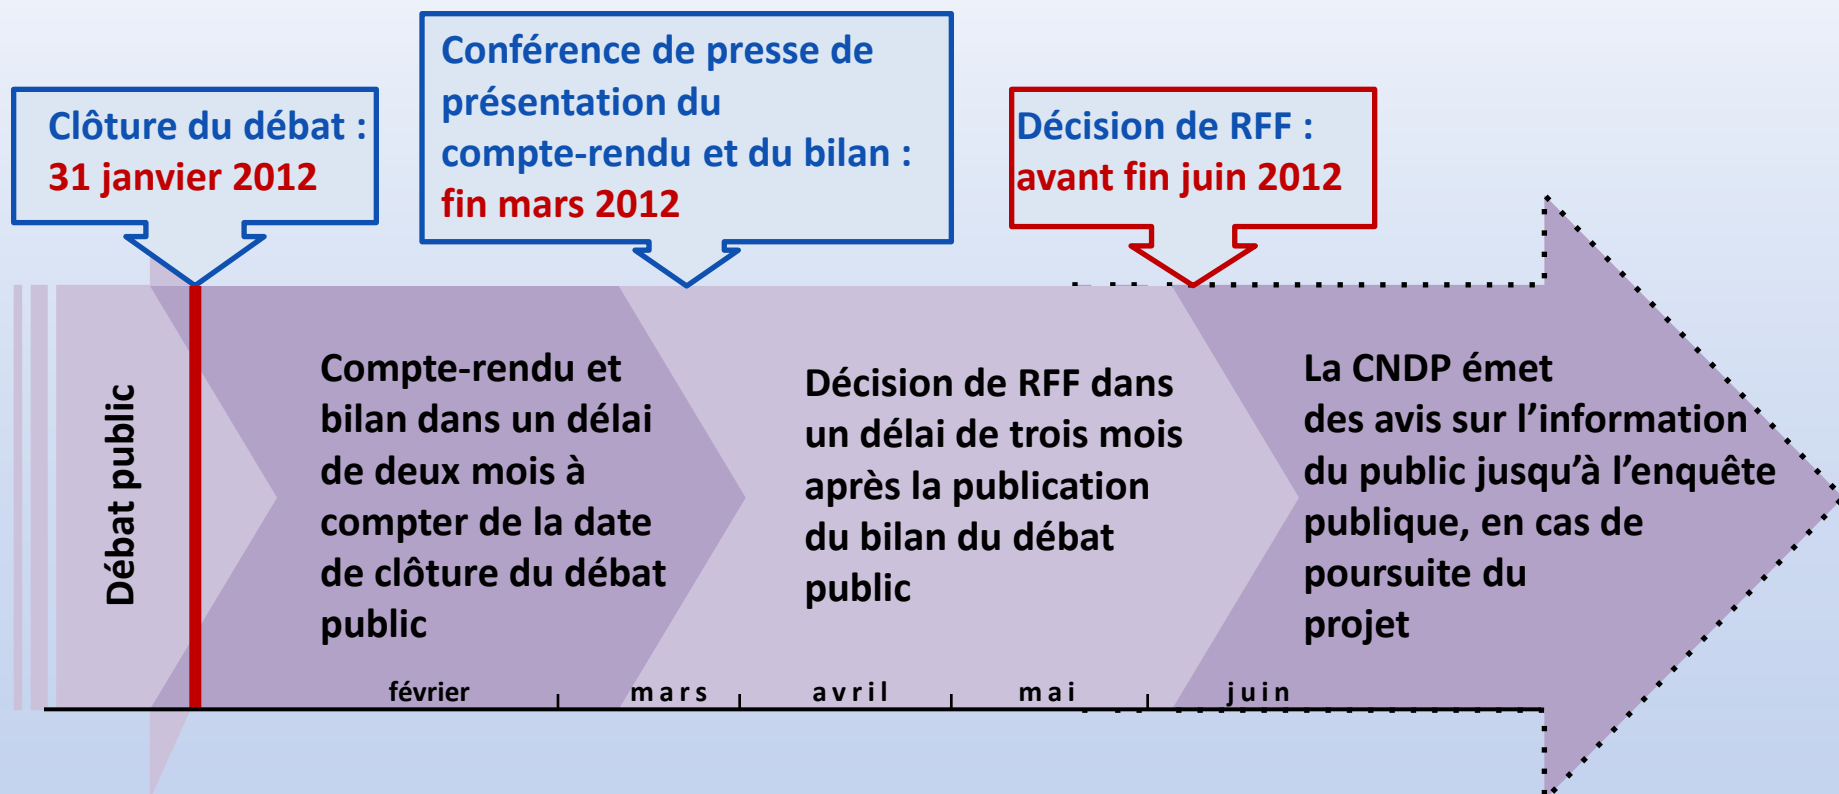 Clôture du débat :
31 janvier 2012
Conférence de presse de
présentation du
compte-rendu et du bilan :
fin mars 2012
Décision de RFF :
avant fin juin 2012
Débat public
Compte-rendu et
bilan dans un délai
de deux mois à
compter de la date
de clôture du débat
public
Décision de RFF dans
un délai de trois mois
après la publication
du bilan du débat
public
La CNDP émet
des avis sur l’information
du public jusqu’à l’enquête
publique, en cas de
poursuite du
projet
février mars avril mai juin